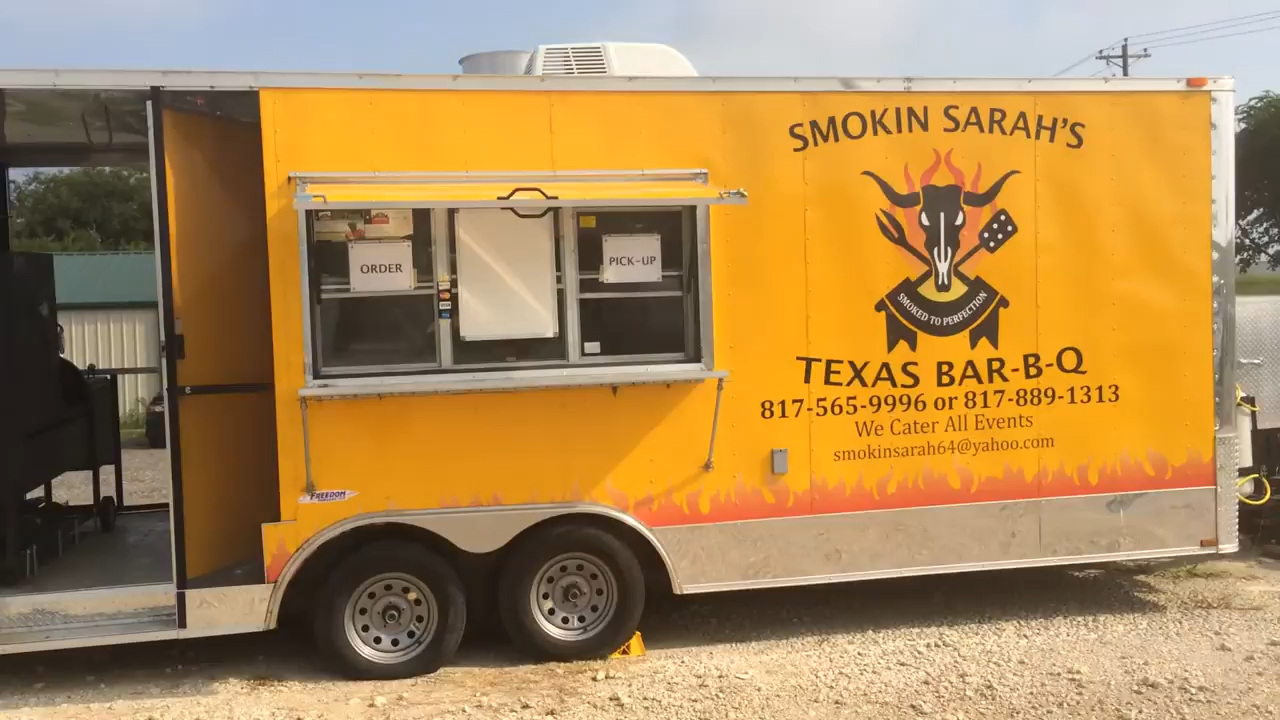 SMOKIN SARAH'S
ORDER
PICK-UP
SMOKED TO PERFECTION
TEXAS BAR-B-Q
817-565-9996 or 817-889-1313
We Cater All Events
smokinsarah64@yahoo.com
FREEDOM